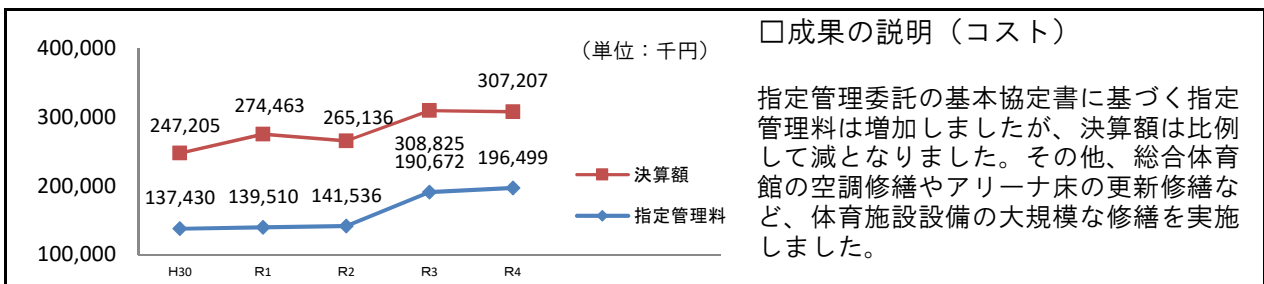 400,000
300,000
200,000
100,000
（単位：千円）
247,205
274,463
265,136
308,825
307,207
137,430
139,510
141,536
190,672
196,499
決算額
指定管理料
H30
R1
R2
R3
R4
□成果の説明（コスト）
指定管理委託の基本協定書に基づく指定
管理料は増加しましたが、決算額は比例
して減となりました。その他、総合体育
館の空調修繕やアリーナ床の更新修繕な
ど、体育施設設備の大規模な修繕を実施
しました。